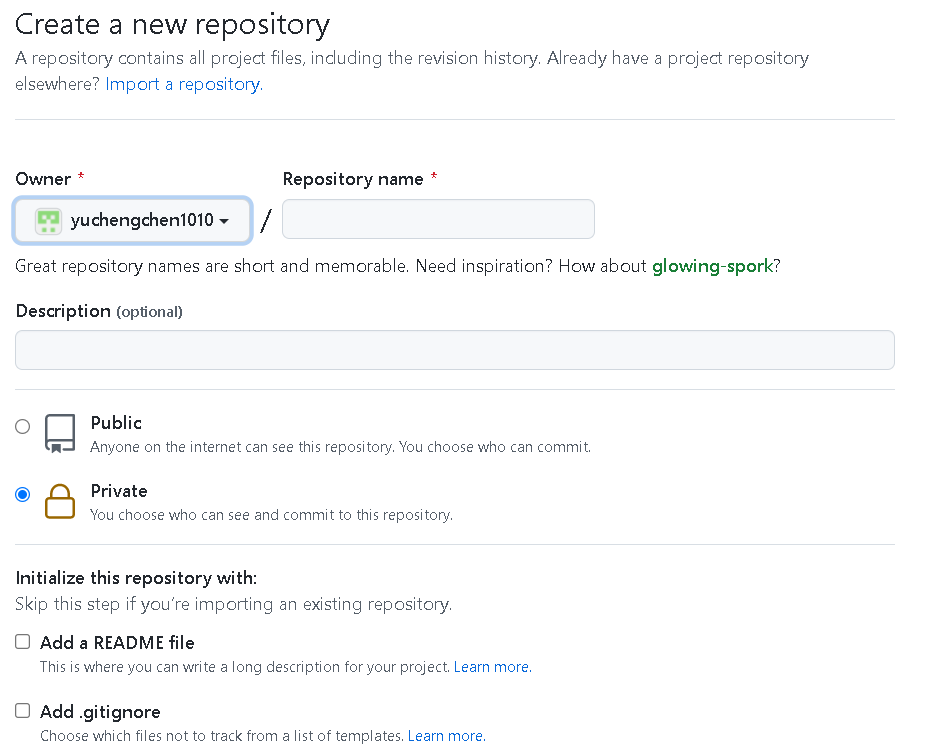 Create a new repository
A repository contains all project files, including the revision history. Already have a project repository
elsewhere? Import a repository.
Owner *
Repository name *
yuchengchen1010
/
Great repository names are short and memorable. Need inspiration? How about glowing-spork?
Description (optional)
Public
Anyone on the internet can see this repository. You choose who can commit.
Private
You choose who can see and commit to this repository.
Initialize this repository with:
Skip this step if you’re importing an existing repository.
Add a README file
This is where you can write a long description for your project. Learn more.
Add .gitignore
Choose which files not to track from a list of templates. Learn more.